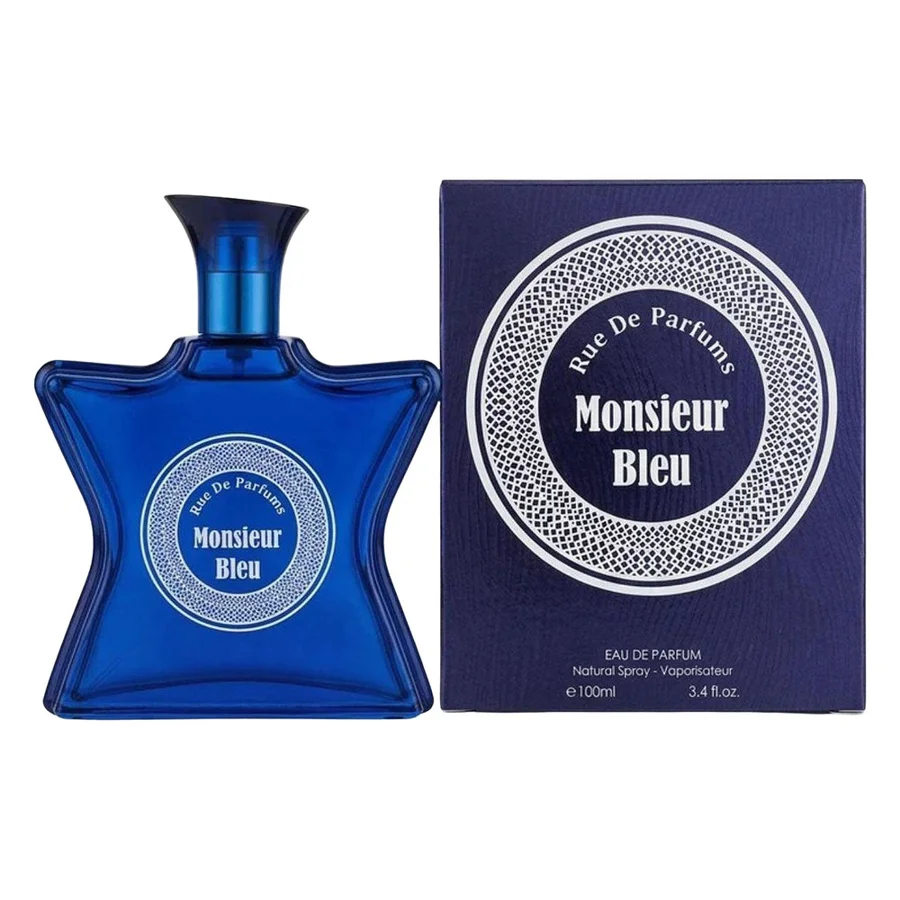 Rue De Parfums
Monsieur
Bleu
Rue De Parfums
Monsieur
Bleu
EAU DE PARFUM
Natural Spray - Vaporisateur
℮100ml 3.4 fl.oz.